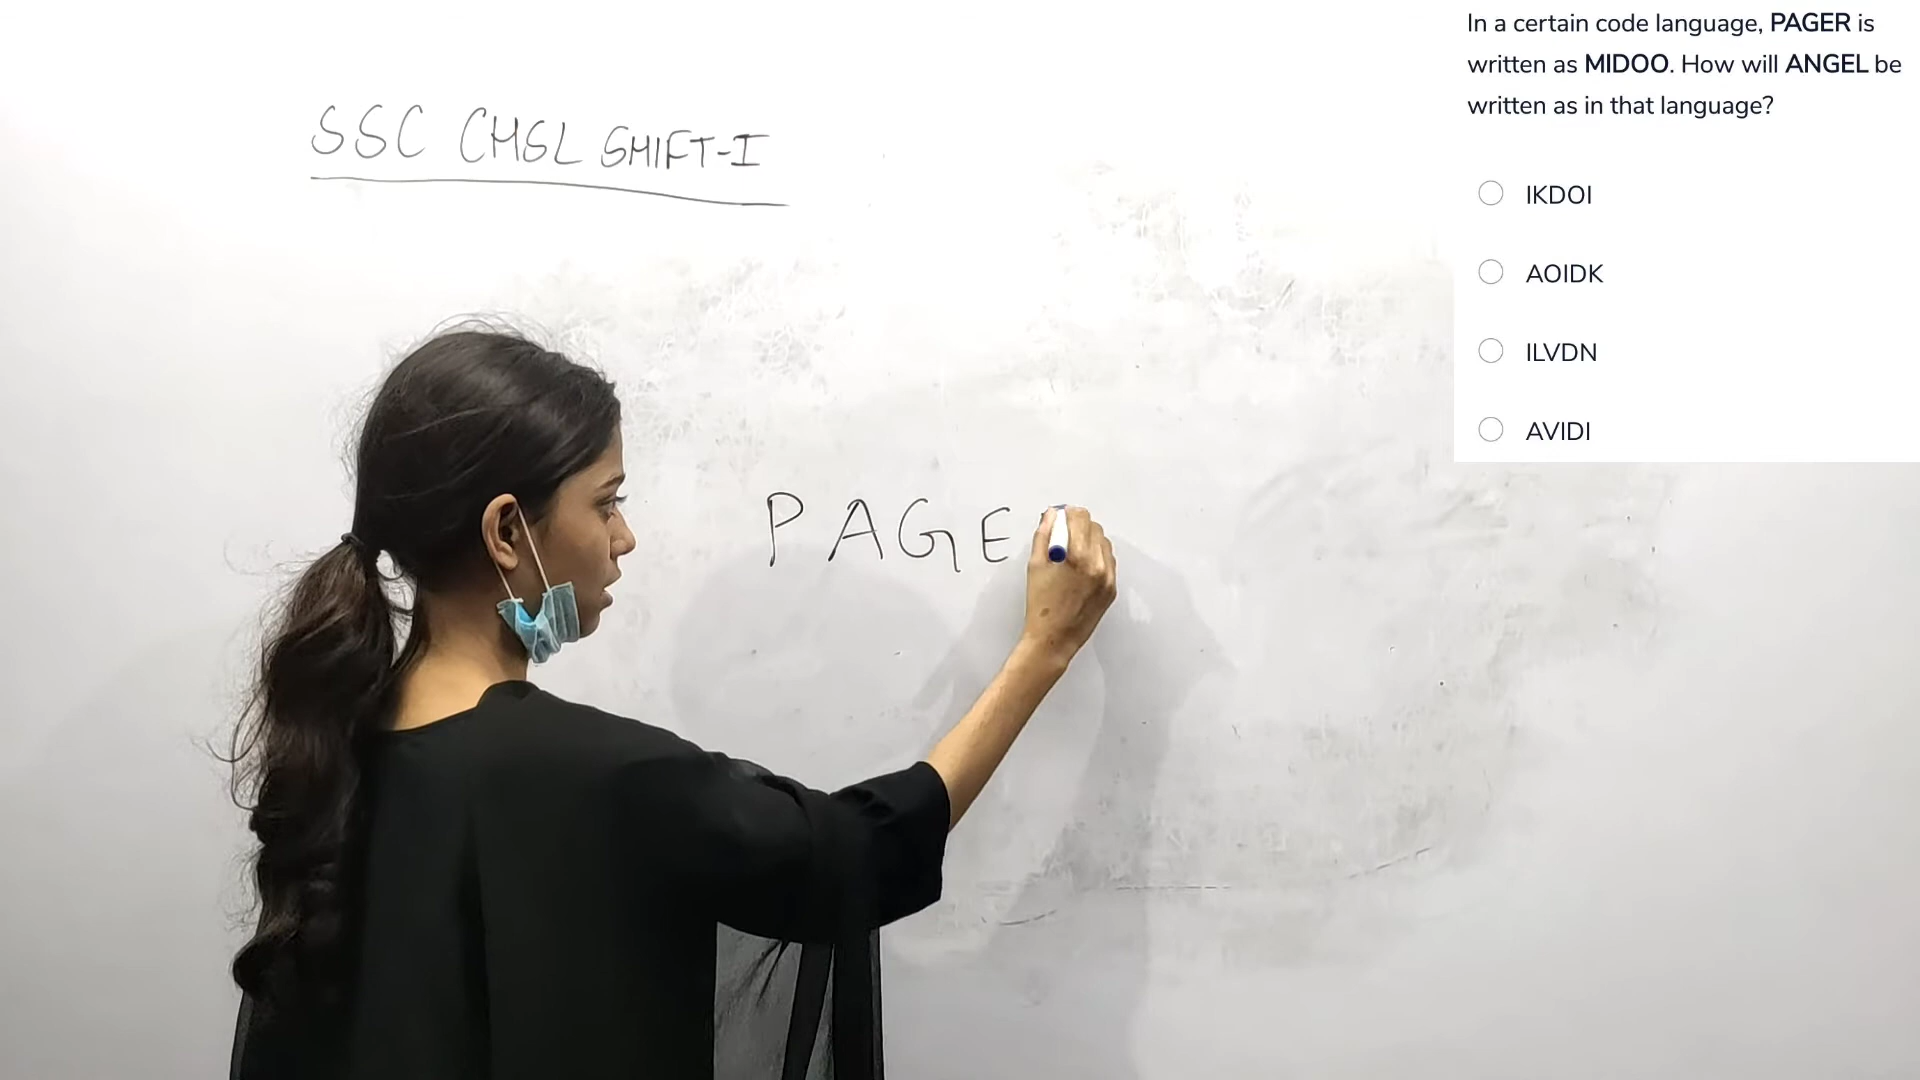 In a certain code language, PAGER is
written as MIDOO. How will ANGEL be
written as in that language?
IKDOI
AOIDK
ILVDN
AVIDI
SSC CHSL SHIFT-I
PAGE